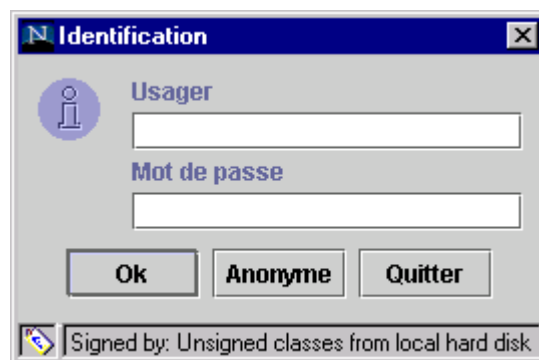 Identification
Usager
Mot de passe
Ok Anonyme Quitter
Signed by: Unsigned classes from local hard disk